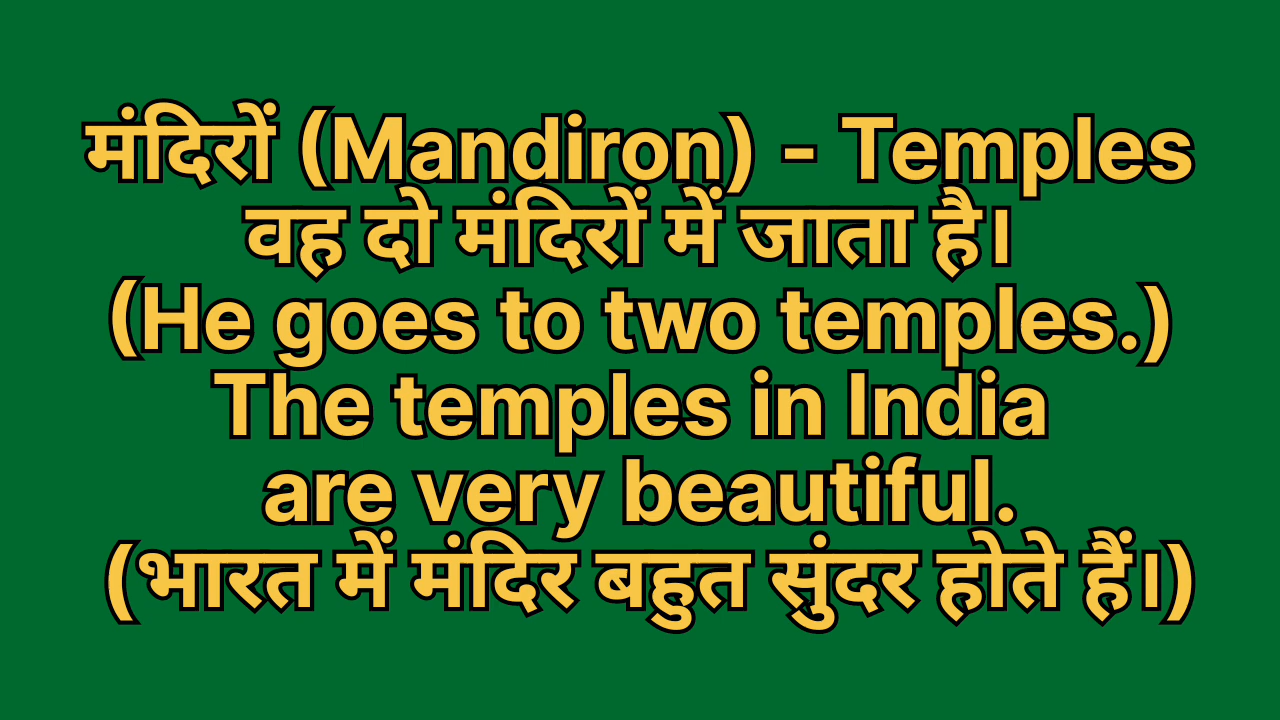 मंदिरों (Mandiron) - Temples
वह दो मंदिरों में जाता है।
(He goes to two temples.)
The temples in India
are very beautiful.
(भारत में मंदिर बहुत सुंदर होते हैं।)